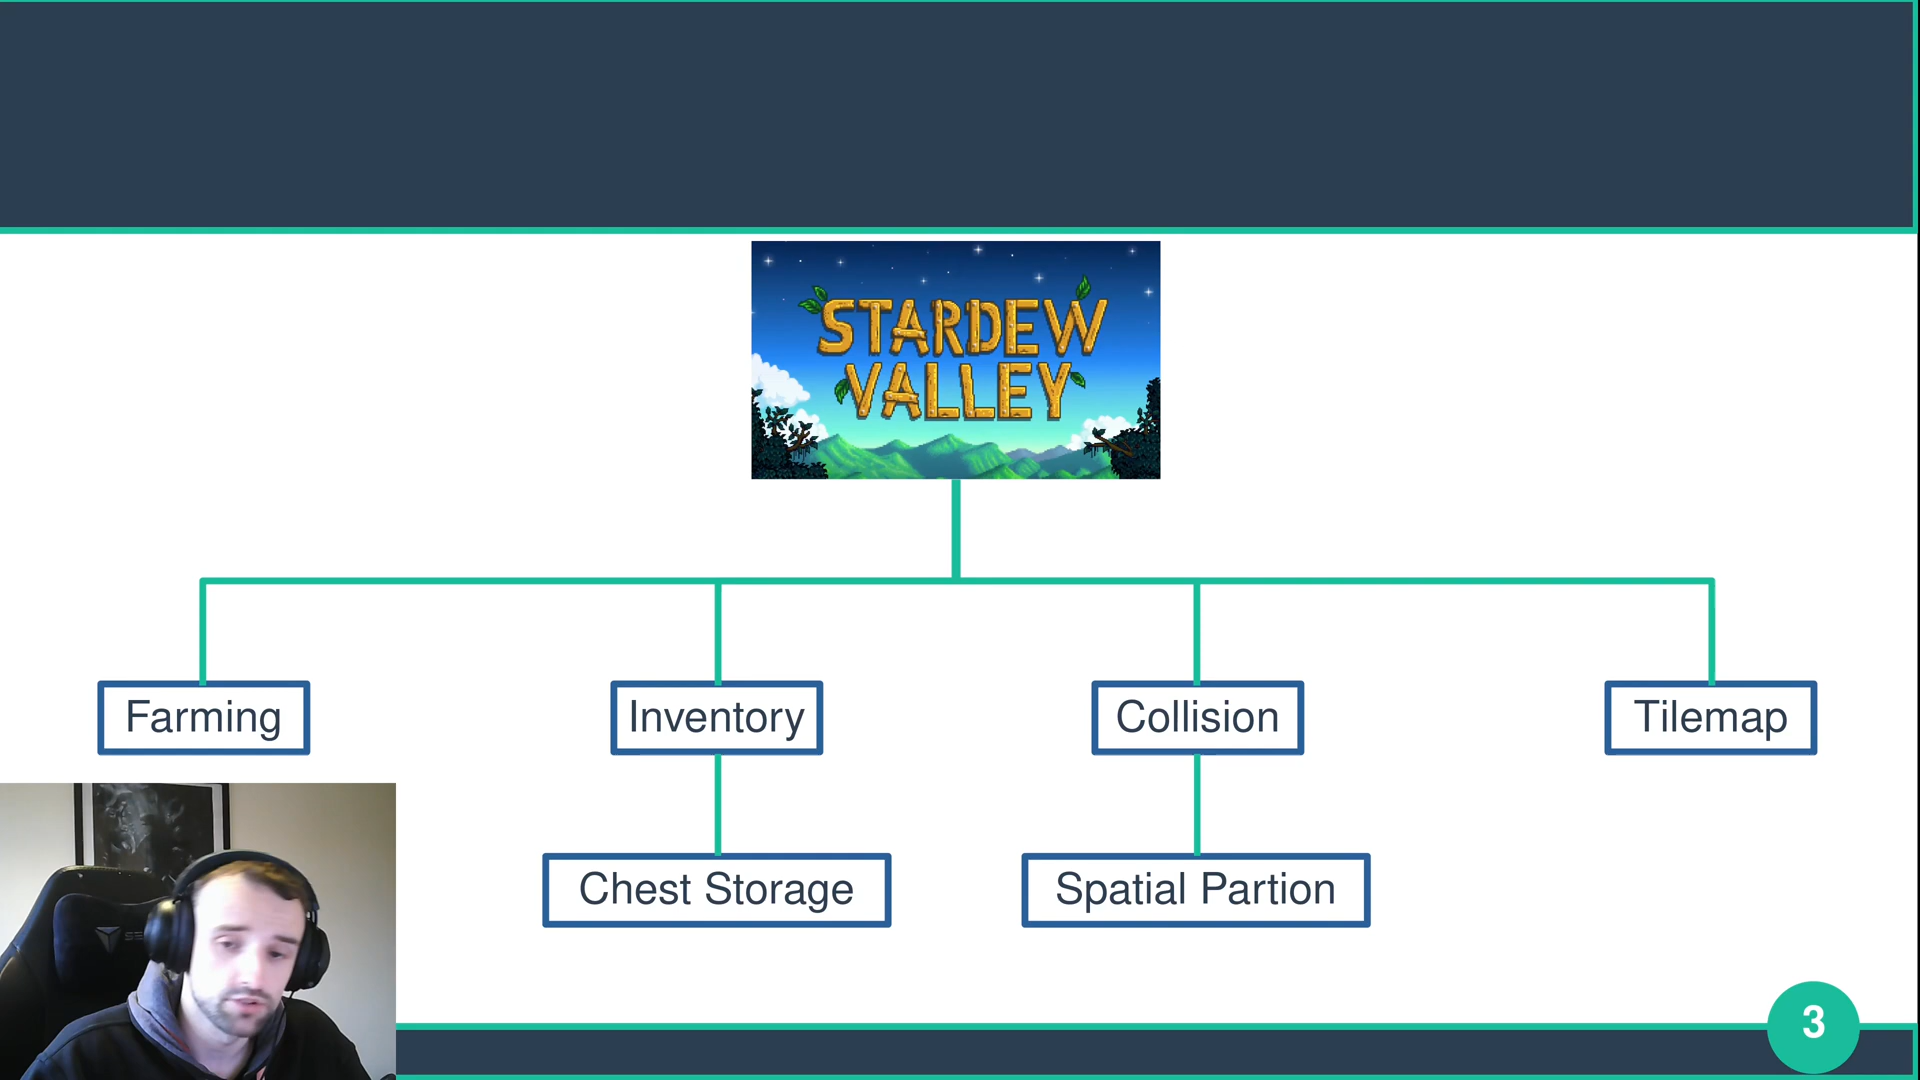 STARDEW
VALLEY
Farming
Inventory
Collision
Tilemap
Chest Storage
Spatial Partion
3